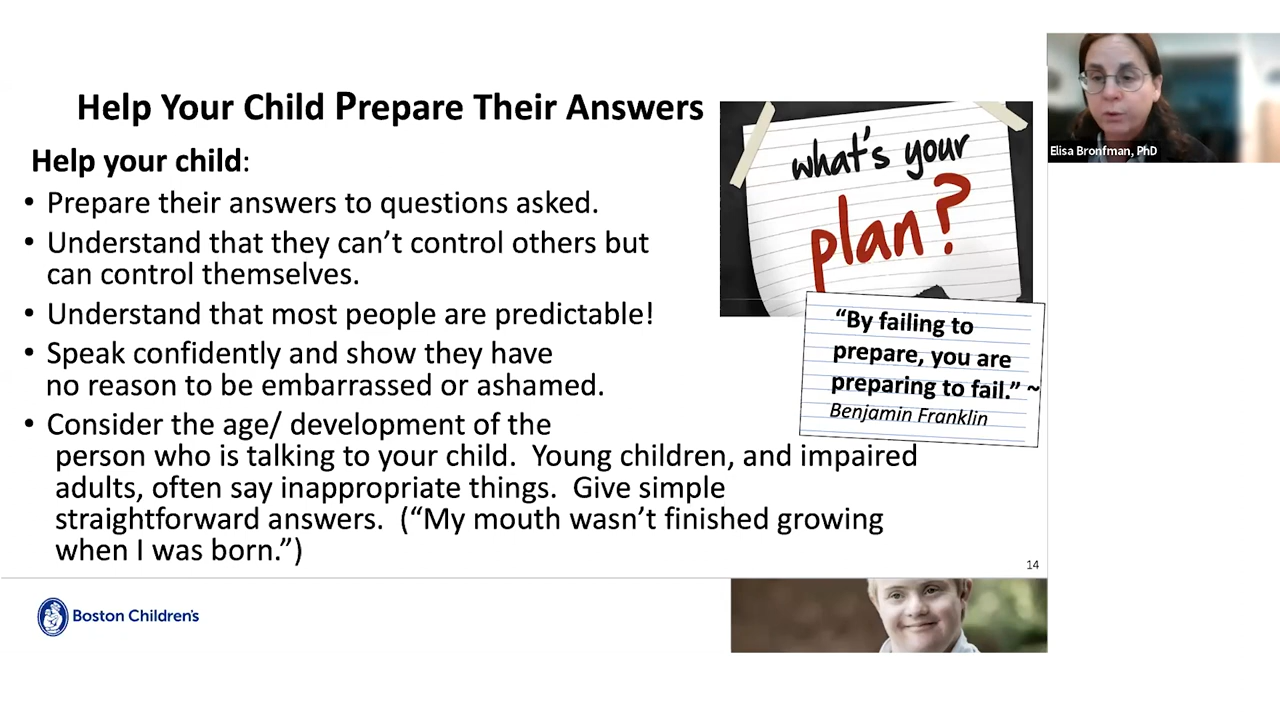 Help Your Child Prepare Their Answers
Help your child:
• Prepare their answers to questions asked.
• Understand that they can’t control others but
can control themselves.
• Understand that most people are predictable!
• Speak confidently and show they have
no reason to be embarrassed or ashamed.
• Consider the age/ development of the
person who is talking to your child. Young children, and impaired
adults, often say inappropriate things. Give simple
straightforward answers. (“My mouth wasn’t finished growing
when I was born.”)
what's your
plan?
“By failing to
prepare, you are
preparing to fail.” ~
Benjamin Franklin
14
Boston Children's
Elisa Bronfman, PhD